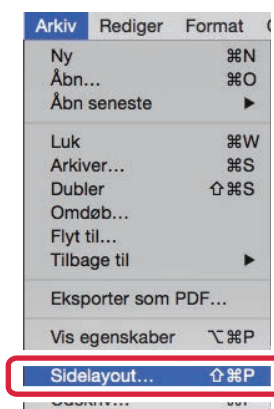 Arkiv Rediger Format
Ny ⌘N
Åbn... ⌘O
Åbn seneste ▶
Luk ⌘W
Arkiver... ⌘S
Dubler ⇧⌘S
Omdøb...
Flyt til...
Tilbage til ▶
Eksporter som PDF...
Vis egenskaber ⌥⌘P
Sidelayout... ⇧⌘P